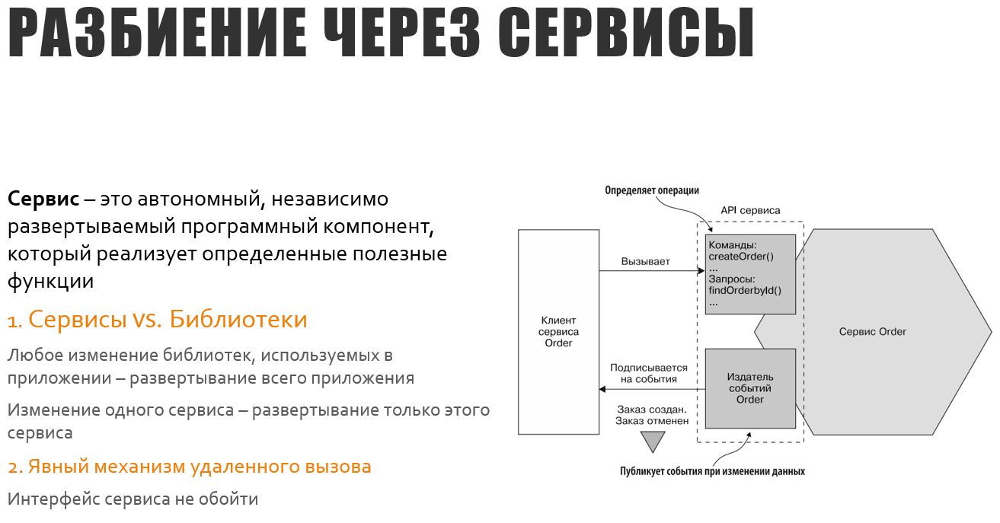 РАЗБИЕНИЕ ЧЕРЕЗ СЕРВИСЫ
Сервис – это автономный, независимо
развертываемый программный компонент,
который реализует определенные полезные
функции
1. Сервисы vs. Библиотеки
Любое изменение библиотек, используемых в
приложении – развертывание всего приложения
Изменение одного сервиса – развертывание только этого
сервиса
2. Явный механизм удаленного вызова
Интерфейс сервиса не обойти
Определяет операции
API сервиса
Команды:
createOrder()
...
Запросы:
findOrderbyId()
...
Вызывает
Клиент
сервиса
Order
Сервис Order
Подписывается
на события
Издатель
событий
Order
Заказ создан.
Заказ отменен
Публикует события при изменении данных